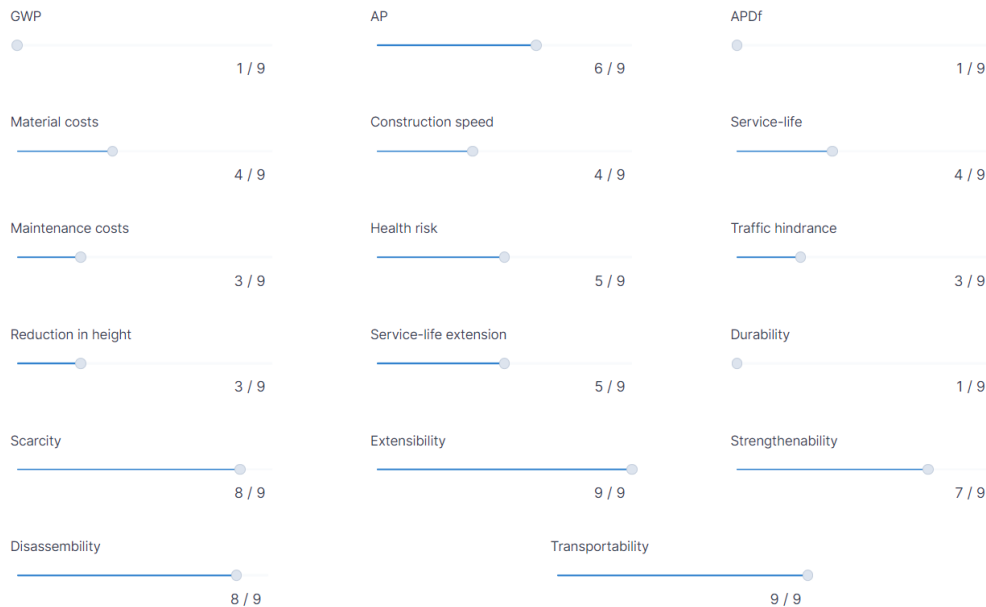 GWP
AP
APDf
1 / 9
6 / 9
1 / 9
Material costs
Construction speed
Service-life
4 / 9
4 / 9
4 / 9
Maintenance costs
Health risk
Traffic hindrance
3 / 9
5 / 9
3 / 9
Reduction in height
Service-life extension
Durability
3 / 9
5 / 9
1 / 9
Scarcity
Extensibility
Strengthenability
8 / 9
9 / 9
7 / 9
Disassembility
Transportability
8 / 9
9 / 9